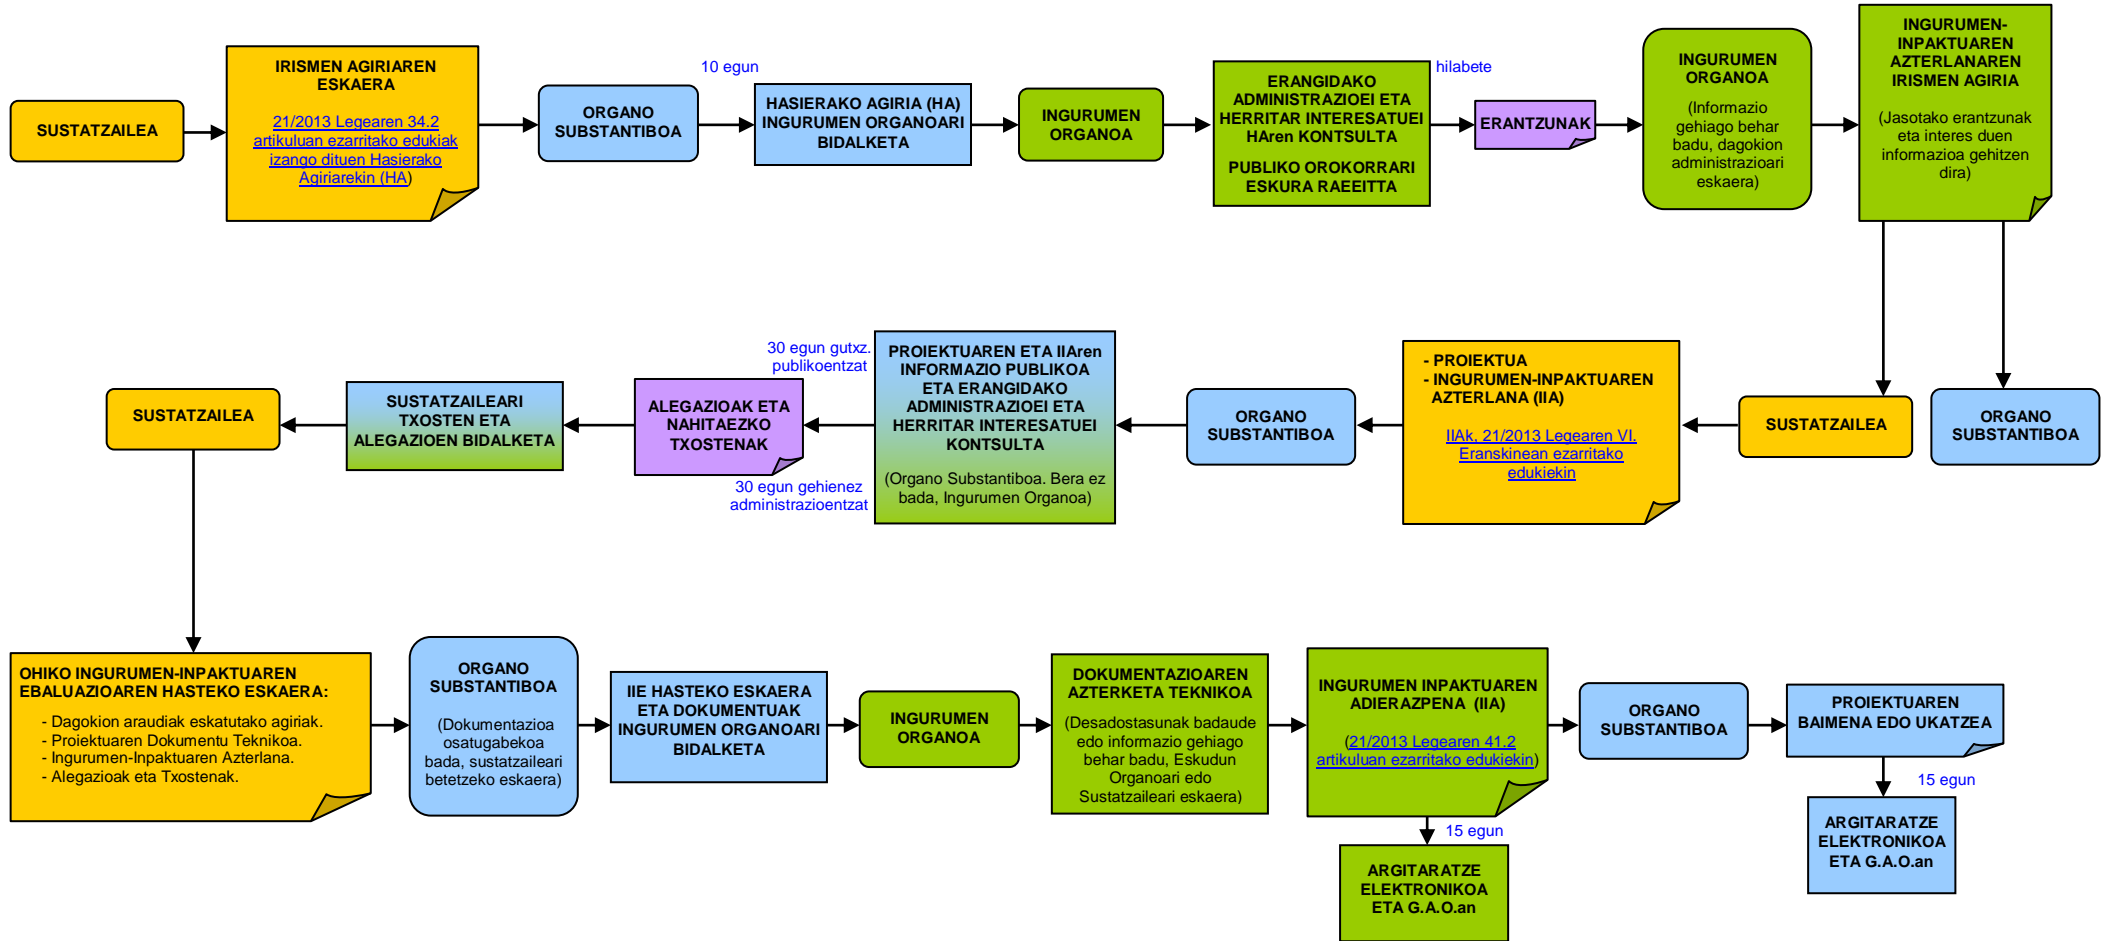 SUSTATZAILEA
IRISMEN AGIRIAREN
ESKAERA
21/2013 Legearen 34.2
artikuluan ezarritako edukiak
izango dituen Hasierako
Agiriarekin (HA)
ORGANO
SUBSTANTIBOA
10 egun
HASIERAKO AGIRIA (HA)
INGURUMEN ORGANOARI
BIDALKETA
INGURUMEN
ORGANOA
ERANGIDAKO
ADMINISTRAZIOEI ETA
HERRITAR INTERESATUEI
HAren KONTSULTA
PUBLIKO OROKORRARI
ESKURA RAEEITTA
hilabete
ERANTZUNAK
INGURUMEN
ORGANOA
(Informazio
gehiago behar
badu, dagokion
administrazioari
eskaera)
INGURUMEN-
INPAKTUAREN
AZTERLANAREN
IRISMEN AGIRIA
(Jasotako erantzunak
eta interes duen
informazioa gehitzen
dira)
ORGANO
SUBSTANTIBOA
SUSTATZAILEA
- PROIEKTUA
- INGURUMEN-INPAKTUAREN
AZTERLANA (IIA)
IIAk, 21/2013 Legearen VI.
Eranskinean ezarritako
edukiekin
ORGANO
SUBSTANTIBOA
PROIEKTUAREN ETA IIAren
INFORMAZIO PUBLIKOA
ETA ERANGIDAKO
ADMINISTRAZIOEI ETA
HERRITAR INTERESATUEI
KONTSULTA
(Organo Substantiboa. Bera ez
bada, Ingurumen Organoa)
30 egun gutxz.
publikoentzat
ALEGAZIOAK ETA
NAHITAEZKO
TXOSTENAK
30 egun gehienez
administrazioentzat
SUSTATZAILEARI
TXOSTEN ETA
ALEGAZIOEN BIDALKETA
SUSTATZAILEA
OHIKO INGURUMEN-INPAKTUAREN
EBALUAZIOAREN HASTEKO ESKAERA:
- Dagokion araudiak eskatutako agiriak.
- Proiektuaren Dokumentu Teknikoa.
- Ingurumen-Inpaktuaren Azterlana.
- Alegazioak eta Txostenak.
ORGANO
SUBSTANTIBOA
(Dokumentazioa
osatugabekoa
bada, sustatzaileari
betetzeko eskaera)
IIE HASTEKO ESKAERA
ETA DOKUMENTUAK
INGURUMEN ORGANOARI
BIDALKETA
INGURUMEN
ORGANOA
DOKUMENTAZIOAREN
AZTERKETA TEKNIKOA
(Desadostasunak badaude
edo informazio gehiago
behar badu, Eskudun
Organoari edo
Sustatzaileari eskaera)
INGURUMEN INPAKTUAREN
ADIERAZPENA (IIA)
(21/2013 Legearen 41.2
artikuluan ezarritako edukiekin)
15 egun
ARGITARATZE
ELEKTRONIKOA
ETA G.A.O.an
ORGANO
SUBSTANTIBOA
PROIEKTUAREN
BAIMENA EDO UKATZEA
15 egun
ARGITARATZE
ELEKTRONIKOA
ETA G.A.O.an